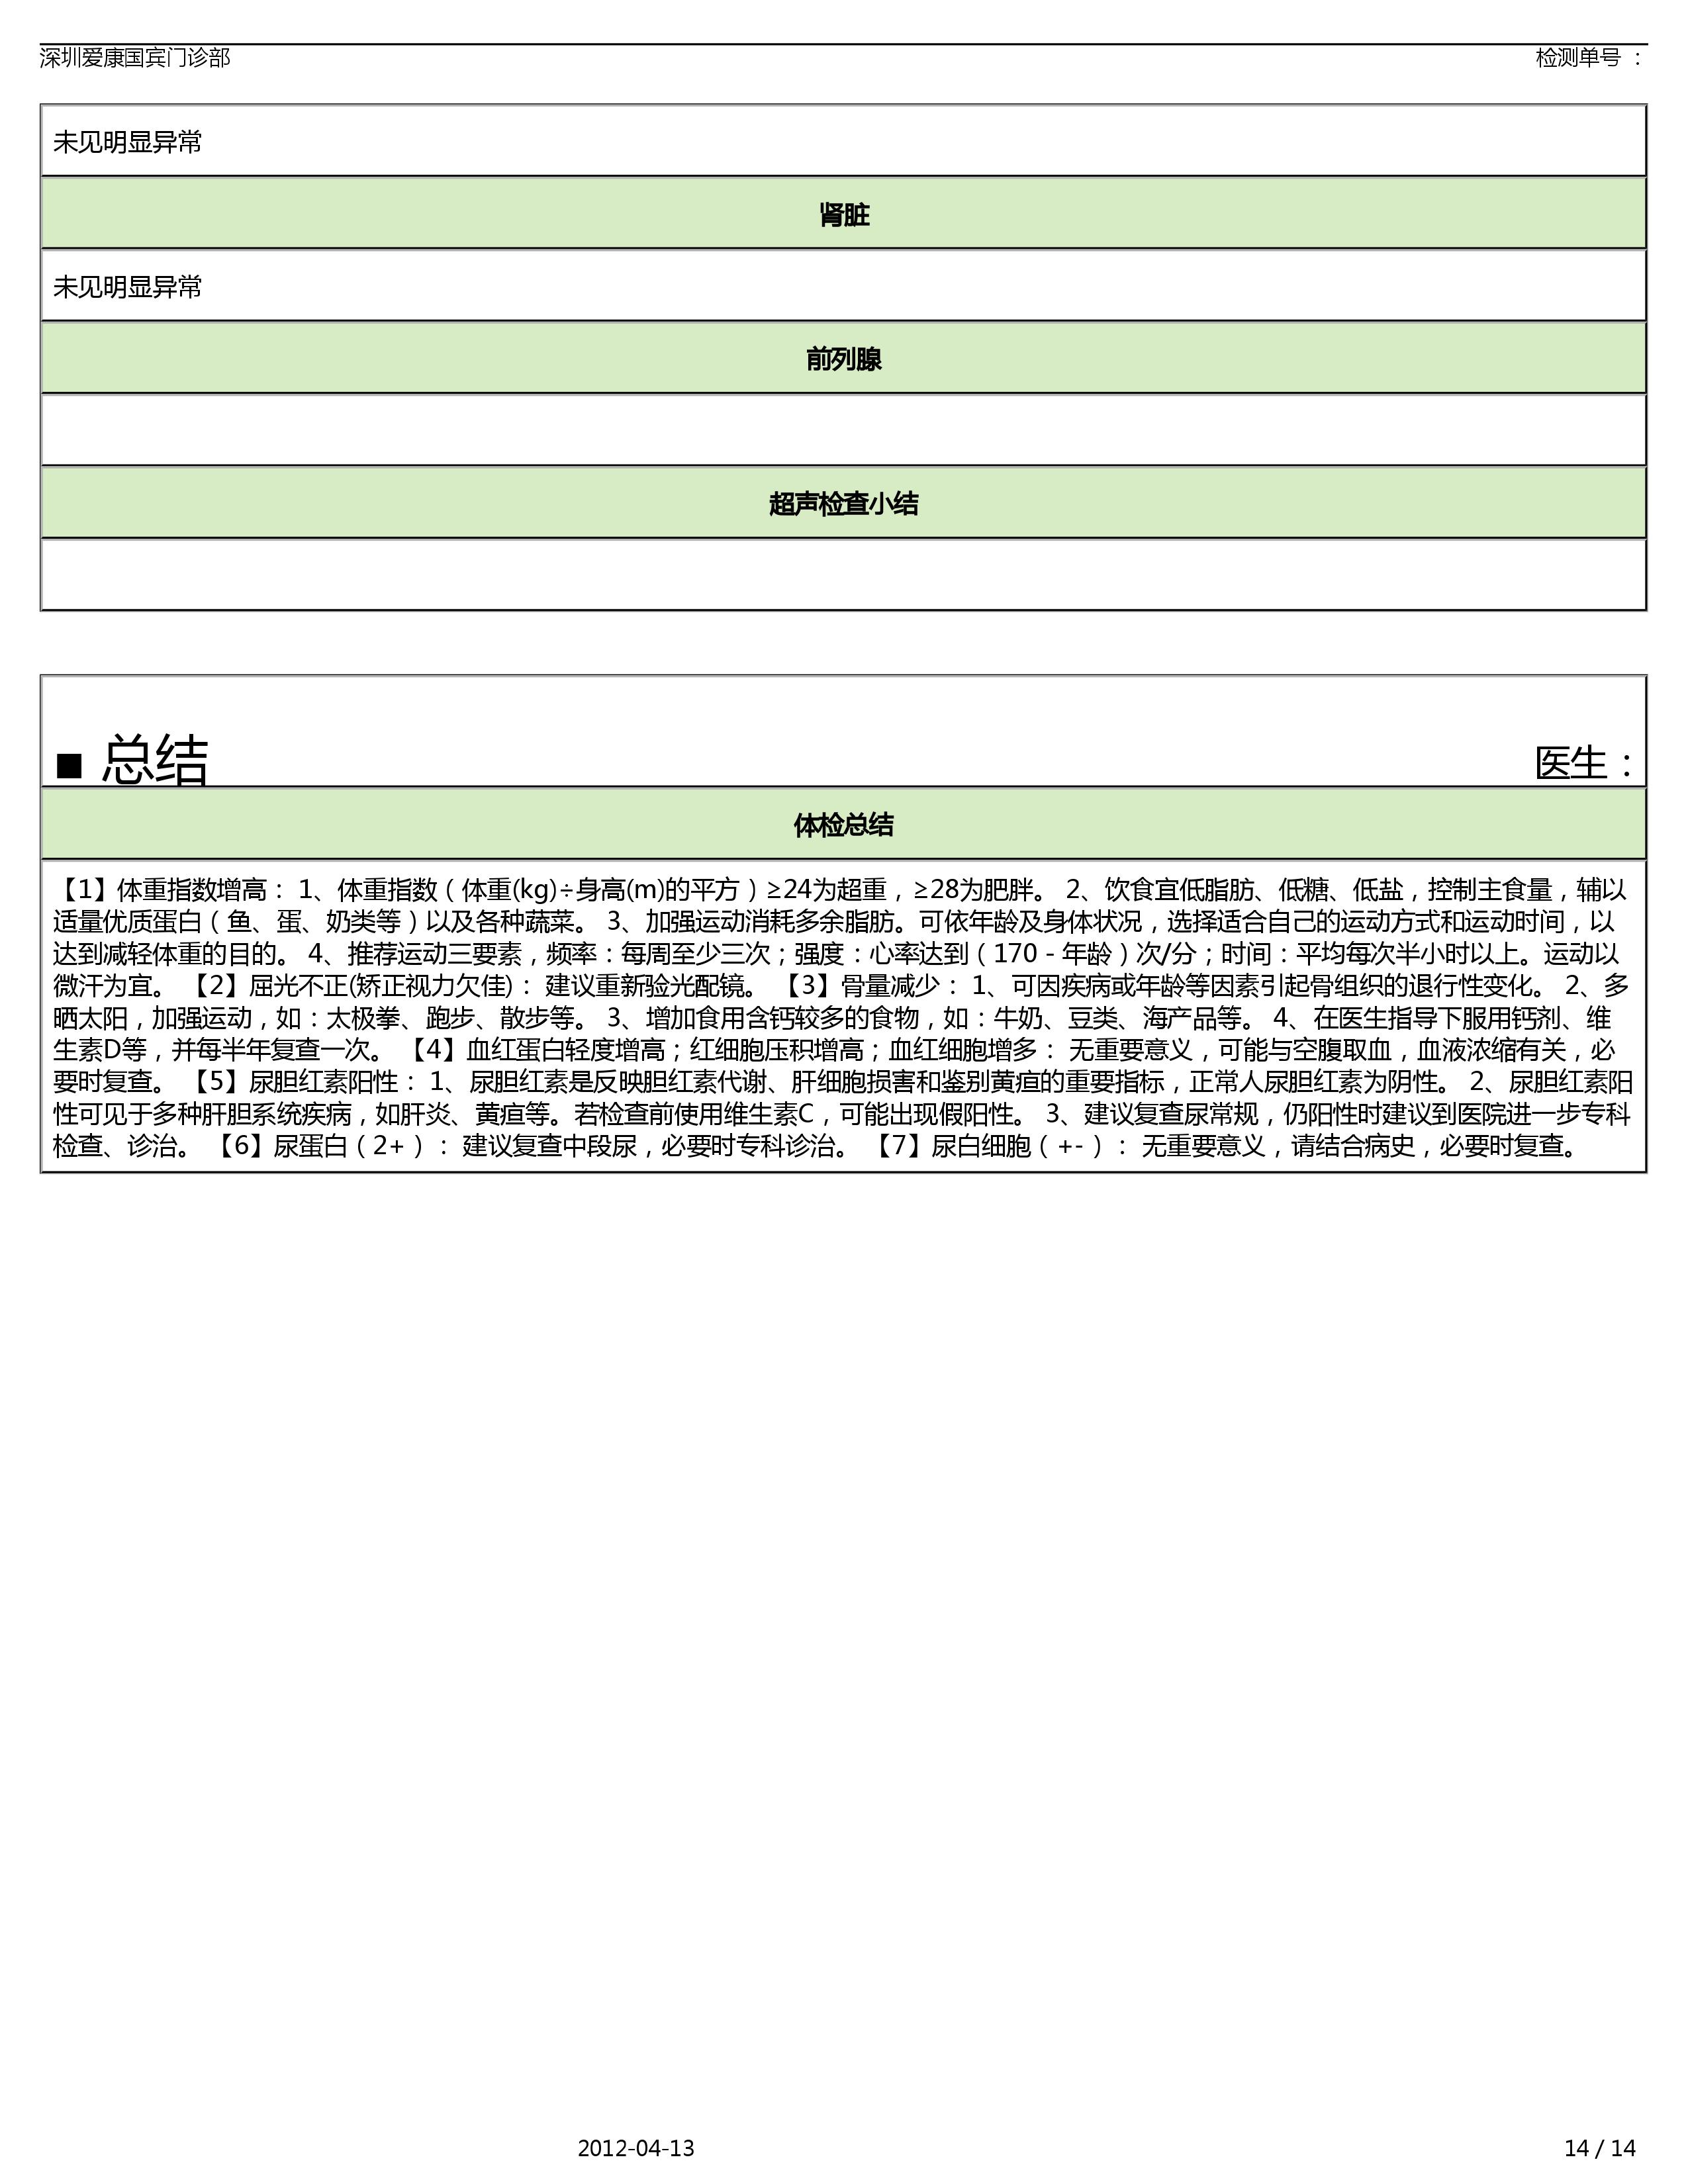 深圳爱康国宾门诊部 检测单号 ：
未见明显异常
肾脏
未见明显异常
前列腺
超声检查小结
■ 总结 医生：
体检总结
【1】体重指数增高： 1、体重指数（体重(kg)÷身高(m)的平方）≥24为超重，≥28为肥胖。 2、饮食宜低脂肪、低糖、低盐，控制主食量，辅以
适量优质蛋白（鱼、蛋、奶类等）以及各种蔬菜。 3、加强运动消耗多余脂肪。可依年龄及身体状况，选择适合自己的运动方式和运动时间，以
达到减轻体重的目的。 4、推荐运动三要素，频率：每周至少三次；强度：心率达到（170－年龄）次/分；时间：平均每次半小时以上。运动以
微汗为宜。 【2】屈光不正(矫正视力欠佳)： 建议重新验光配镜。 【3】骨量减少： 1、可因疾病或年龄等因素引起骨组织的退行性变化。 2、多
晒太阳，加强运动，如：太极拳、跑步、散步等。 3、增加食用含钙较多的食物，如：牛奶、豆类、海产品等。 4、在医生指导下服用钙剂、维
生素D等，并每半年复查一次。 【4】血红蛋白轻度增高；红细胞压积增高；血红细胞增多： 无重要意义，可能与空腹取血，血液浓缩有关，必
要时复查。 【5】尿胆红素阳性： 1、尿胆红素是反映胆红素代谢、肝细胞损害和鉴别黄疸的重要指标，正常人尿胆红素为阴性。 2、尿胆红素阳
性可见于多种肝胆系统疾病，如肝炎、黄疸等。若检查前使用维生素C，可能出现假阳性。 3、建议复查尿常规，仍阳性时建议到医院进一步专科
检查、诊治。 【6】尿蛋白（2+）： 建议复查中段尿，必要时专科诊治。 【7】尿白细胞（+-）： 无重要意义，请结合病史，必要时复查。
2012-04-13 14 / 14